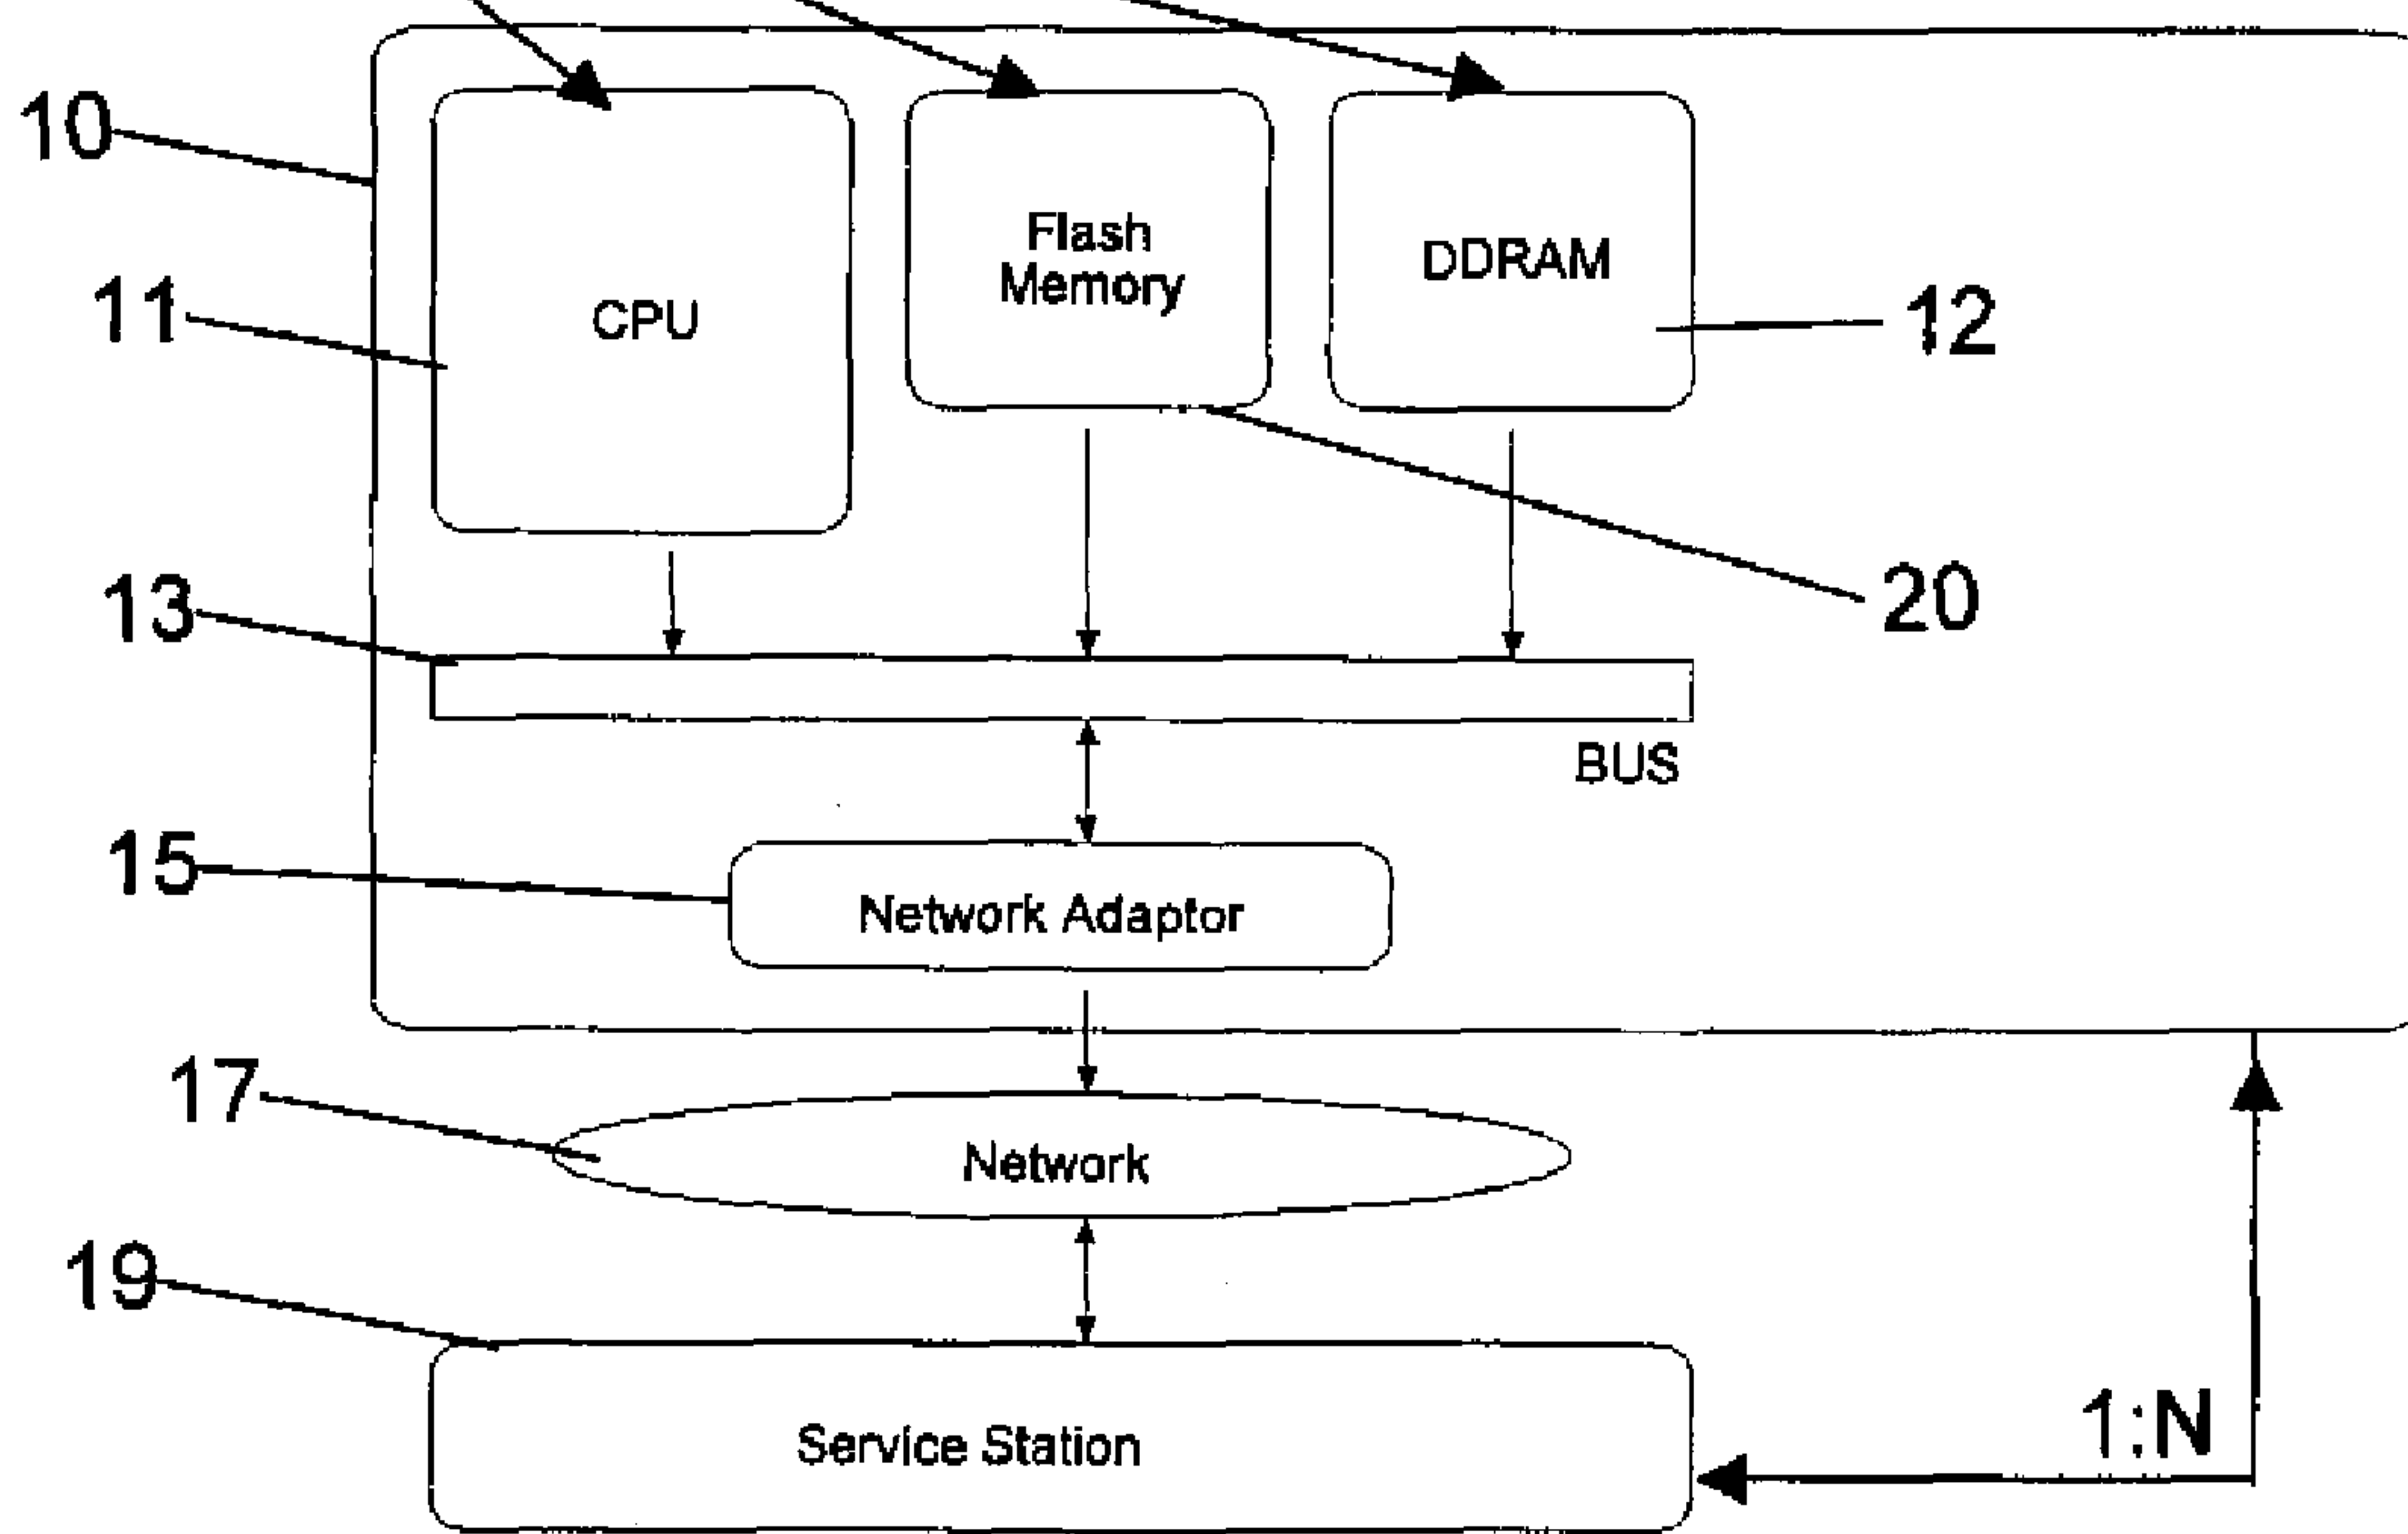 10
11
CPU
Flash
Memory
DDRAM
12
13
20
BUS
15
Network Adaptor
17
Network
19
Service Station
1:N